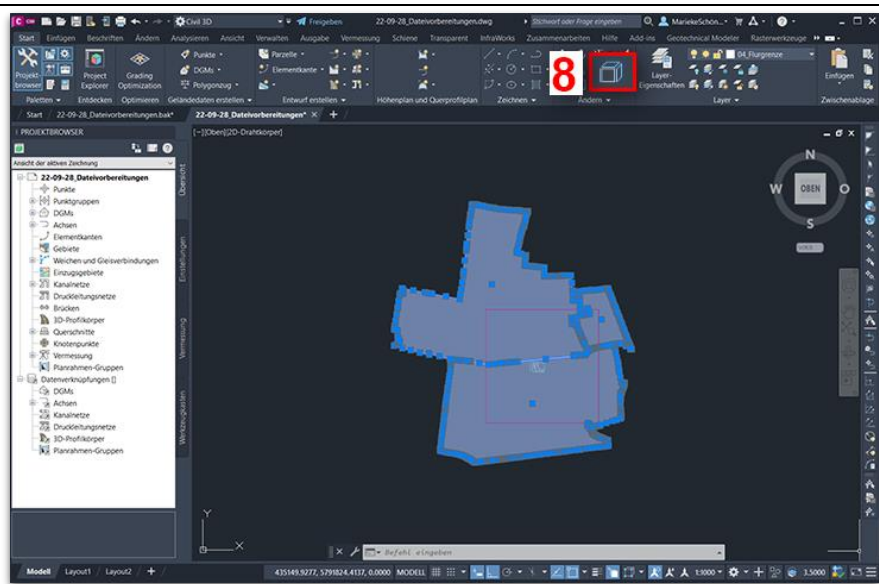 C Civil 3D Freigeben 22-09-28_Dateivorbereitungen.dwg Stichwort oder Frage eingeben MariekeSchön...
Start Einfügen Beschriften Ändern Analysieren Ansicht Verwalten Ausgabe Vermessung Schiene Transparent InfraWorks Zusammenarbeiten Hilfe Add-ins Geotechnical Modeler Rasterwerkzeuge
Projekt-browser Project Explorer Grading Optimization Punkte Parzelle 8 Layer-Eigenschaften 04_Flurgrenze Einfügen
DGMs Elementkante
Polygonzug
Paletten Entdecken Optimieren Geländedaten erstellen Entwurf erstellen Höhenplan und Querprofilplan Zeichnen Ändern Layer Zwischenablage
Start 22-09-28_Dateivorbereitungen.bak* 22-09-28_Dateivorbereitungen*
PROJEKTBROWSER
[−][Oben][2D-Drahtkörper]
Ansicht der aktiven Zeichnung
22-09-28_Dateivorbereitungen
Punkte
Punktgruppen
DGMs
Achsen
Elementkanten
Gebiete
Weichen und Gleisverbindungen
Einzugsgebiete
Kanalnetze
Druckleitungsnetze
Brücken
3D-Profilkörper
Querschnitte
Knotenpunkte
Vermessung
Planrahmen-Gruppen
Datenverknüpfungen []
DGMs
Achsen
Kanalnetze
Druckleitungsnetze
3D-Profilkörper
Planrahmen-Gruppen
Übersicht
Einstellungen
Vermessung
Werkzeugkasten
N
W OBEN O
S
Y
X
Befehl eingeben
Modell Layout1 Layout2 + 435149.9277, 5791824.4137, 0.0000 MODELL 1:1000 3.5000